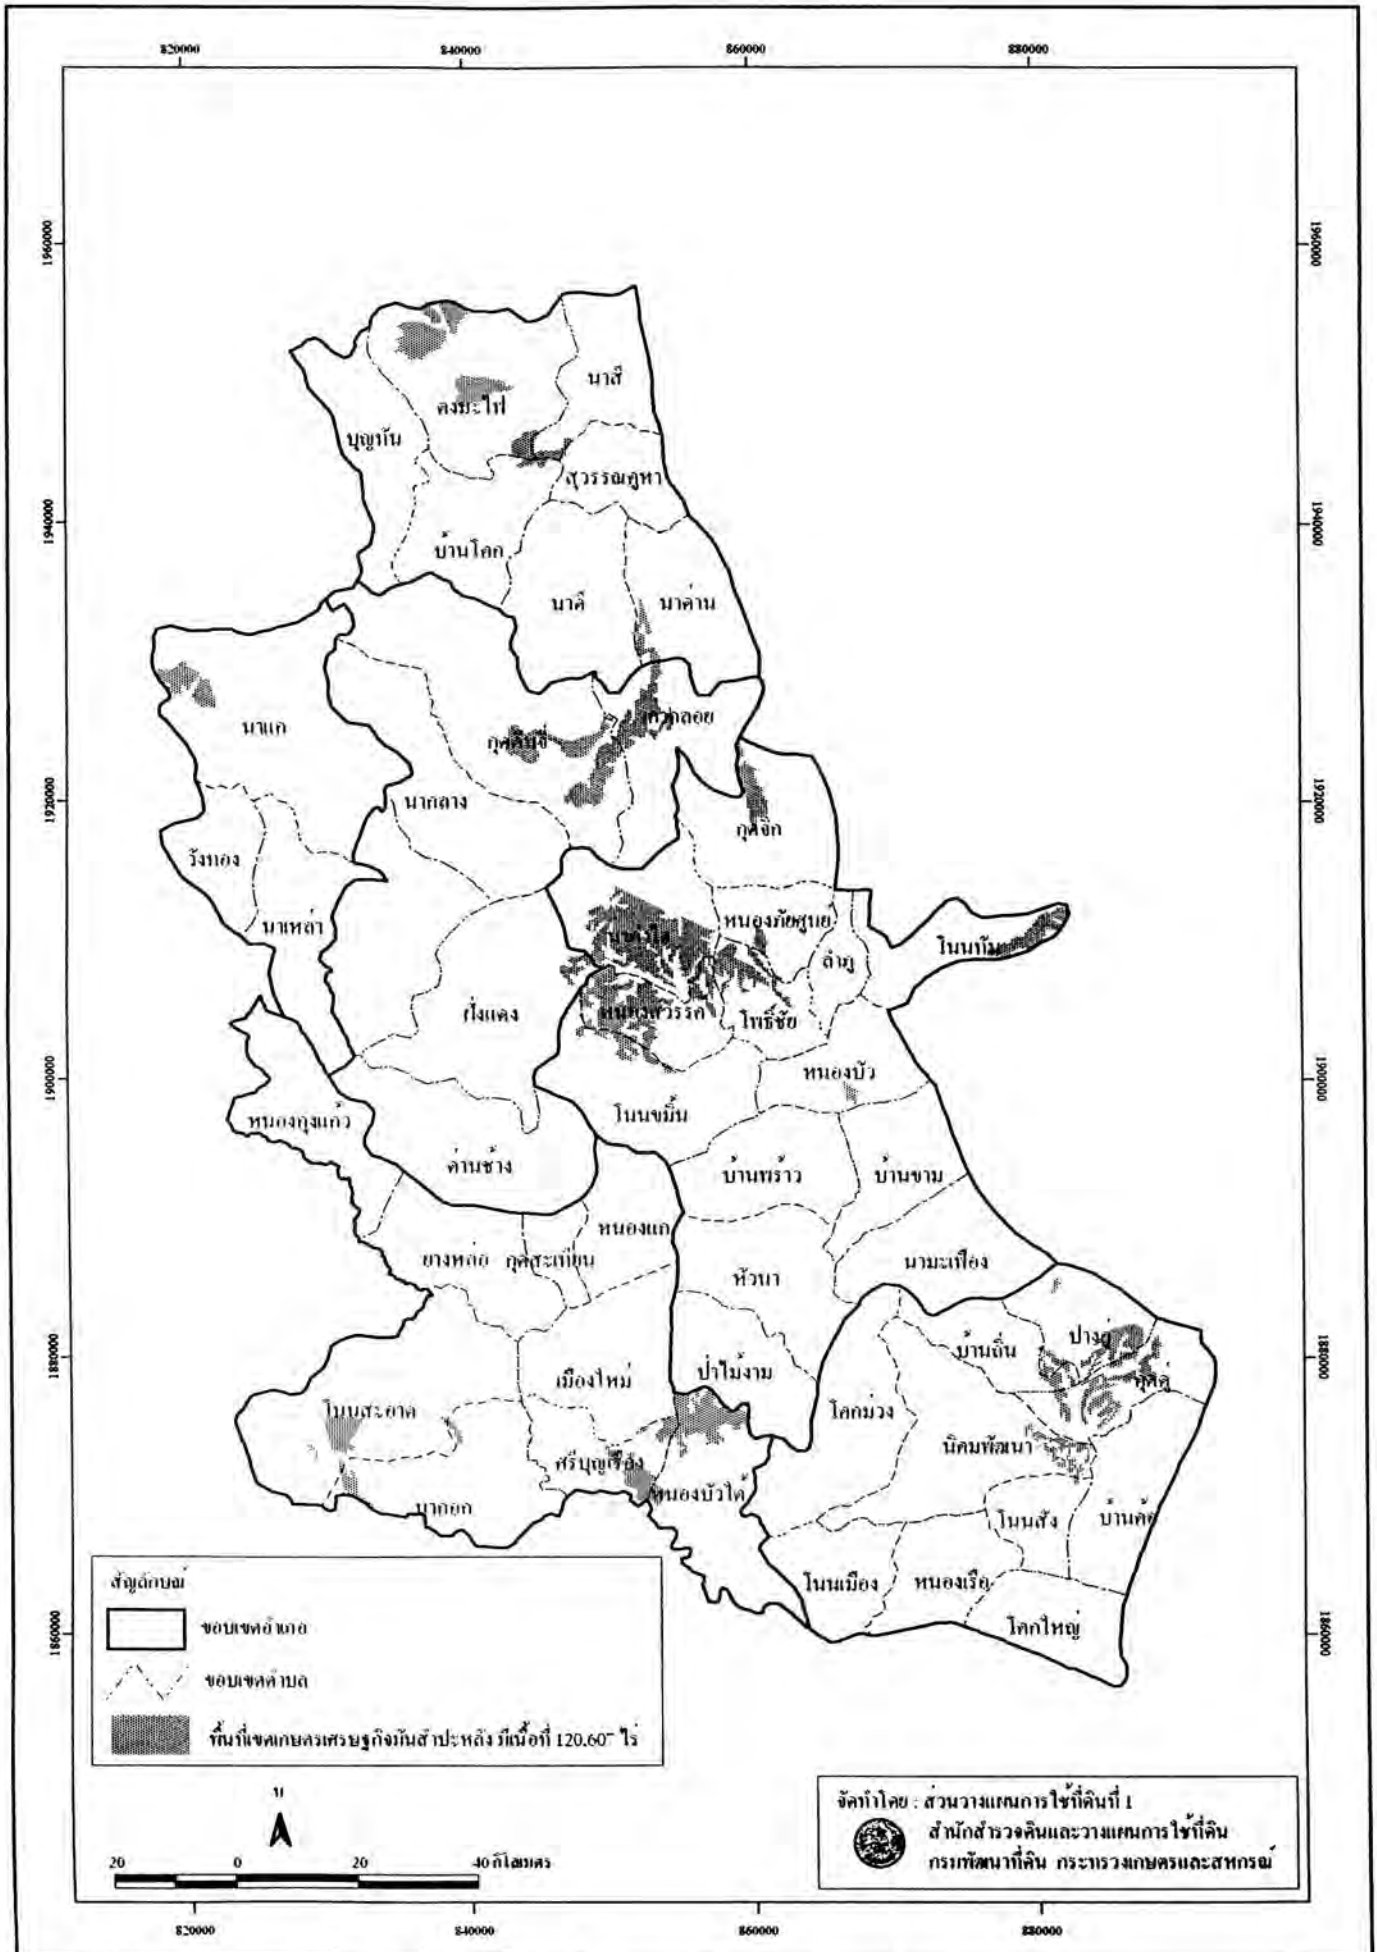 820000 840000 860000 880000
1960000 1960000
นาสี
ดงมะไฟ
บุญทัน
สุวรรณคูหา
1940000 1940000
บ้านโคก
นาดี นาด่าน
นาแก
กุดดินจี่
1920000 1920000
นากลาง
กุดจิก
วังทอง
นาเหล่า
หนองภัยศูนย์
โนนทัน
ลำภู
ฝั่งแดง
หนองสวรรค์
โพธิ์ชัย
หนองบัว
1900000 1900000
หนองกุงแก้ว
โนนขมิ้น
ด่านช้าง
บ้านพร้าว
บ้านขาม
หนองแก
ยางหล่อ กุดสะเทียน
นามะเฟือง
หัวนา
ปางกู่
บ้านถิ่น
1880000 1880000
กุดดู่
เมืองใหม่
ป่าไม้งาม
โนนสะอาด
โคกม่วง
นิคมพัฒนา
ศรีบุญเรือง
หนองบัวใต้
นากอก
โนนสัง
บ้านค้อ
โนนเมือง
หนองเรือ
โคกใหญ่
1860000 1860000
สัญลักษณ์
ขอบเขตอำเภอ
ขอบเขตตำบล
พื้นที่เขตเกษตรเศรษฐกิจมันสำปะหลัง มีเนื้อที่ ไร่
น
20 0 20 40 กิโลเมตร
จัดทำโดย : ส่วนวางแผนการใช้ที่ดินที่ 1
สำนักสำรวจดินและวางแผนการใช้ที่ดิน
กรมพัฒนาที่ดิน กระทรวงเกษตรและสหกรณ์
820000 840000 860000 880000